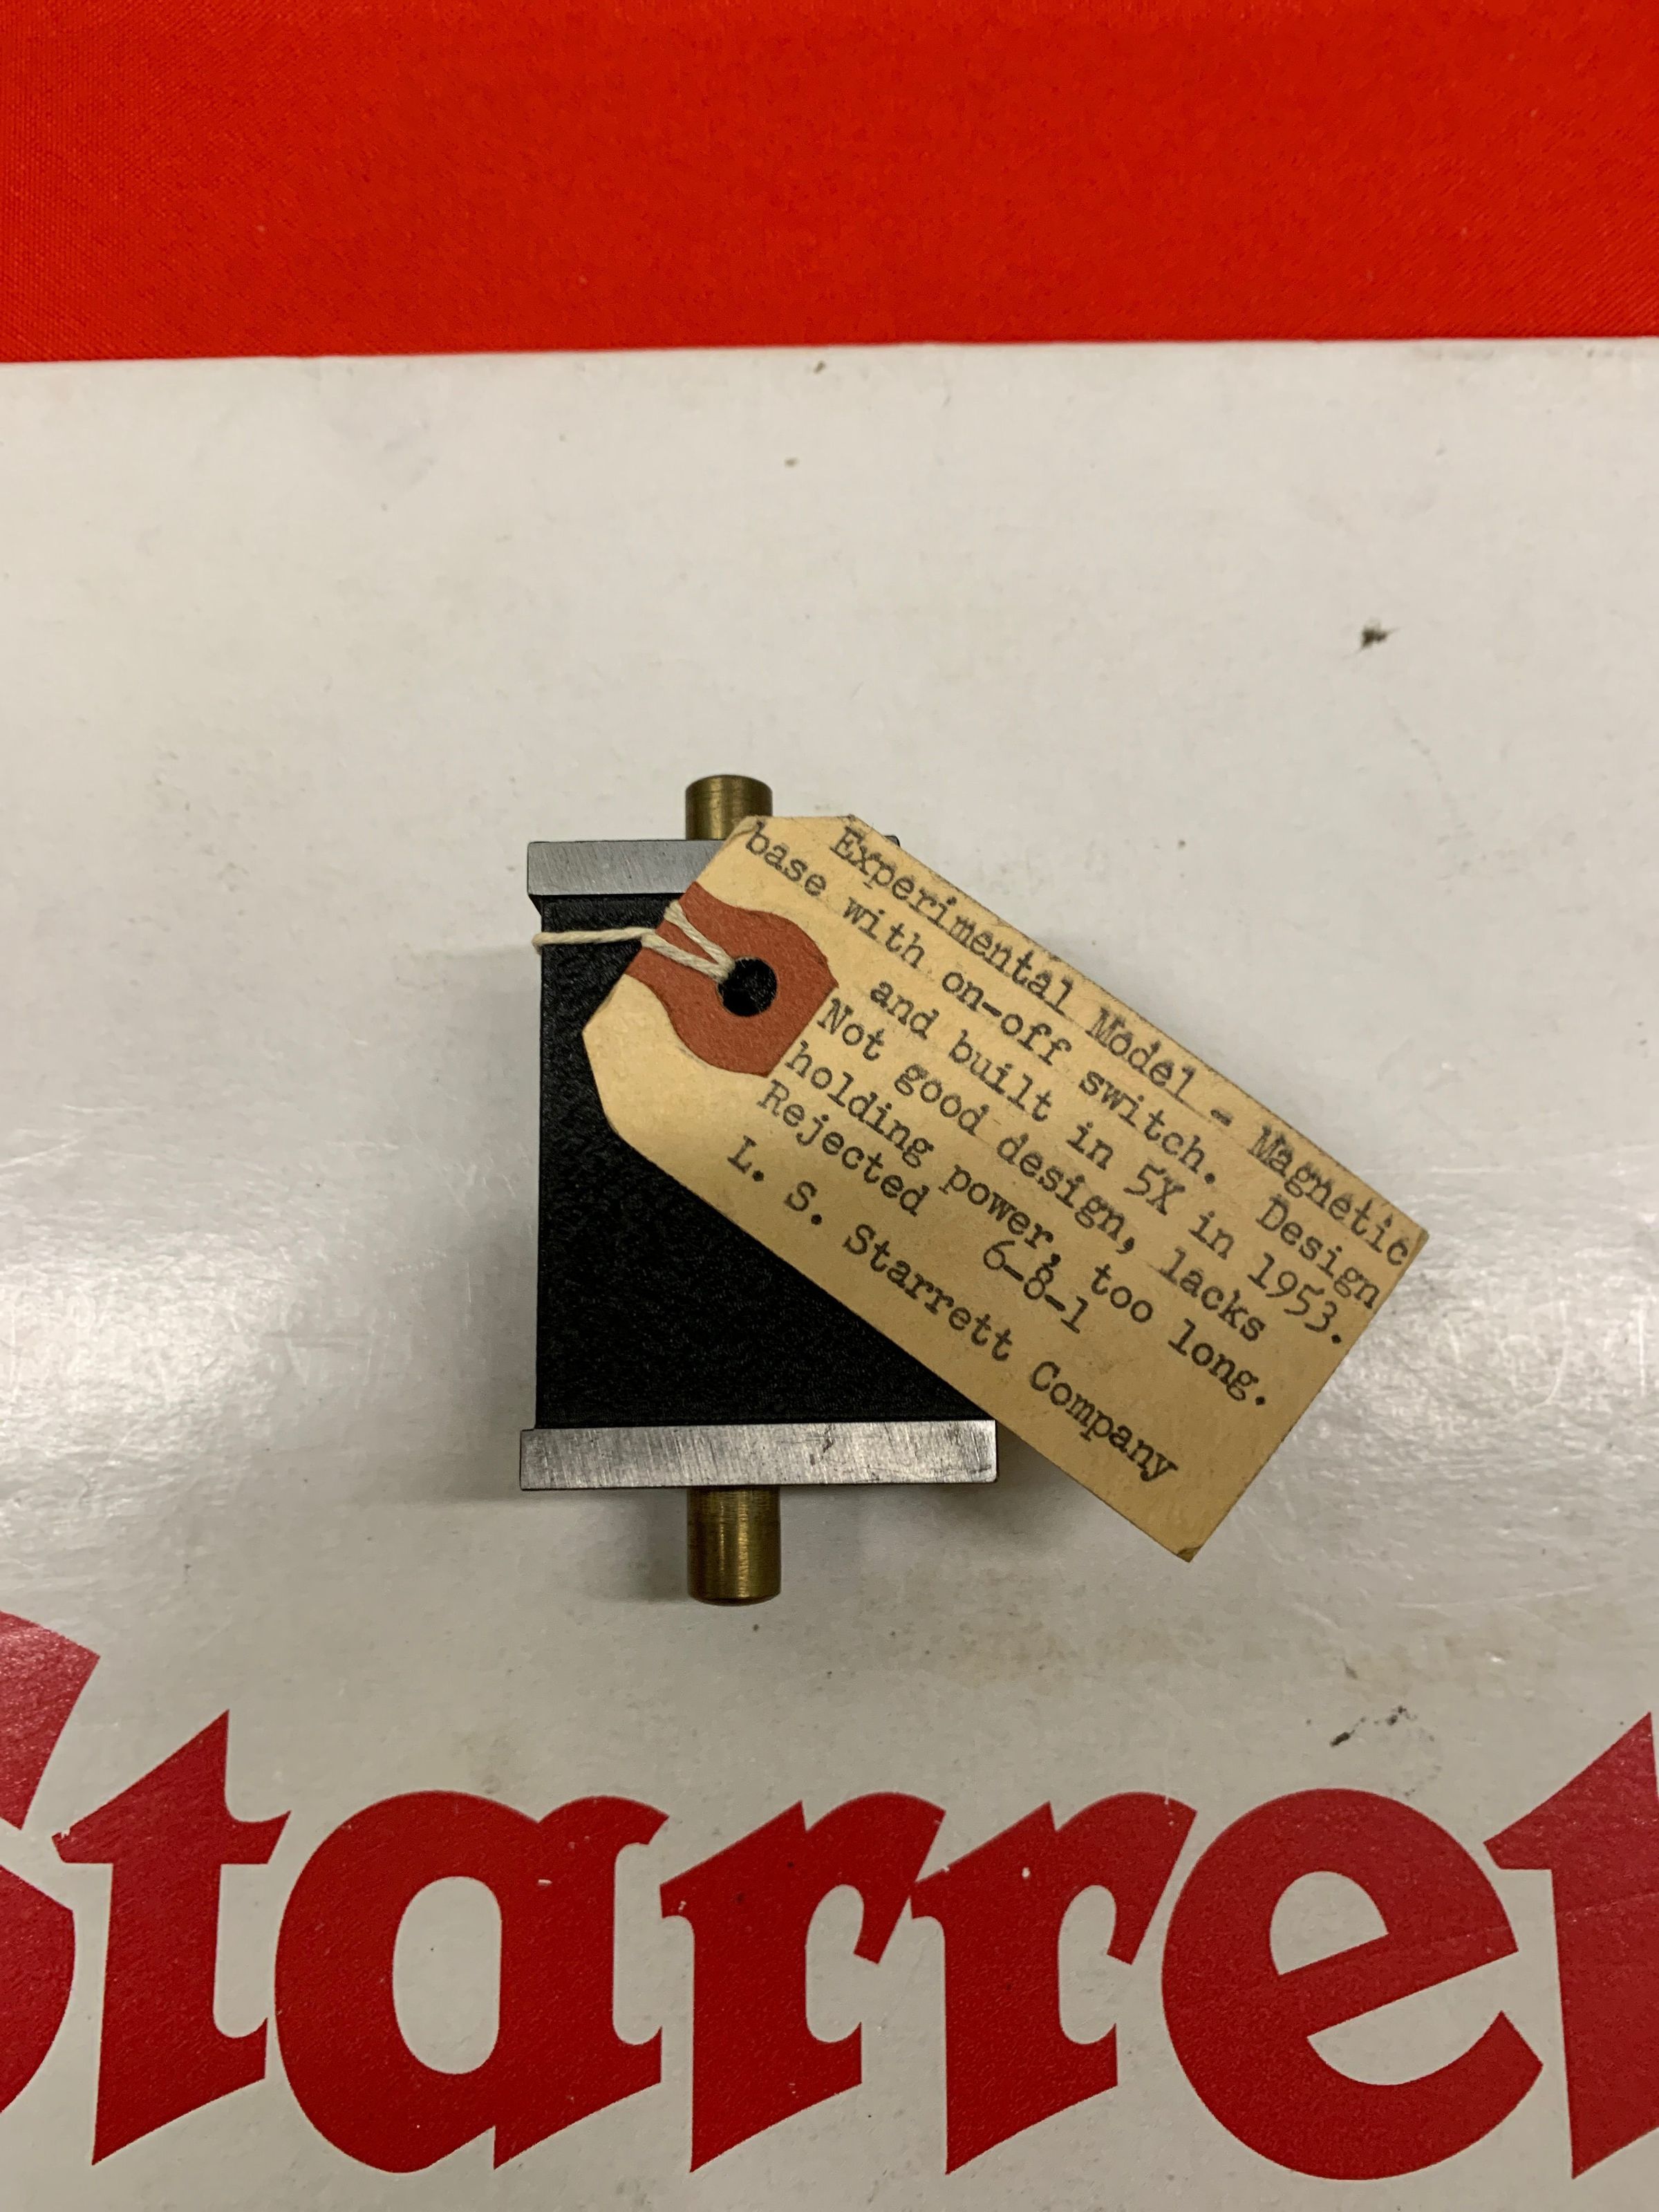 Experimental Model - Magnetic
base with on-off switch. Design
and built in 5X in 1953.
Not good design, lacks
holding power, too long.
Rejected 6-8-1
L. S. Starrett Company
Starret